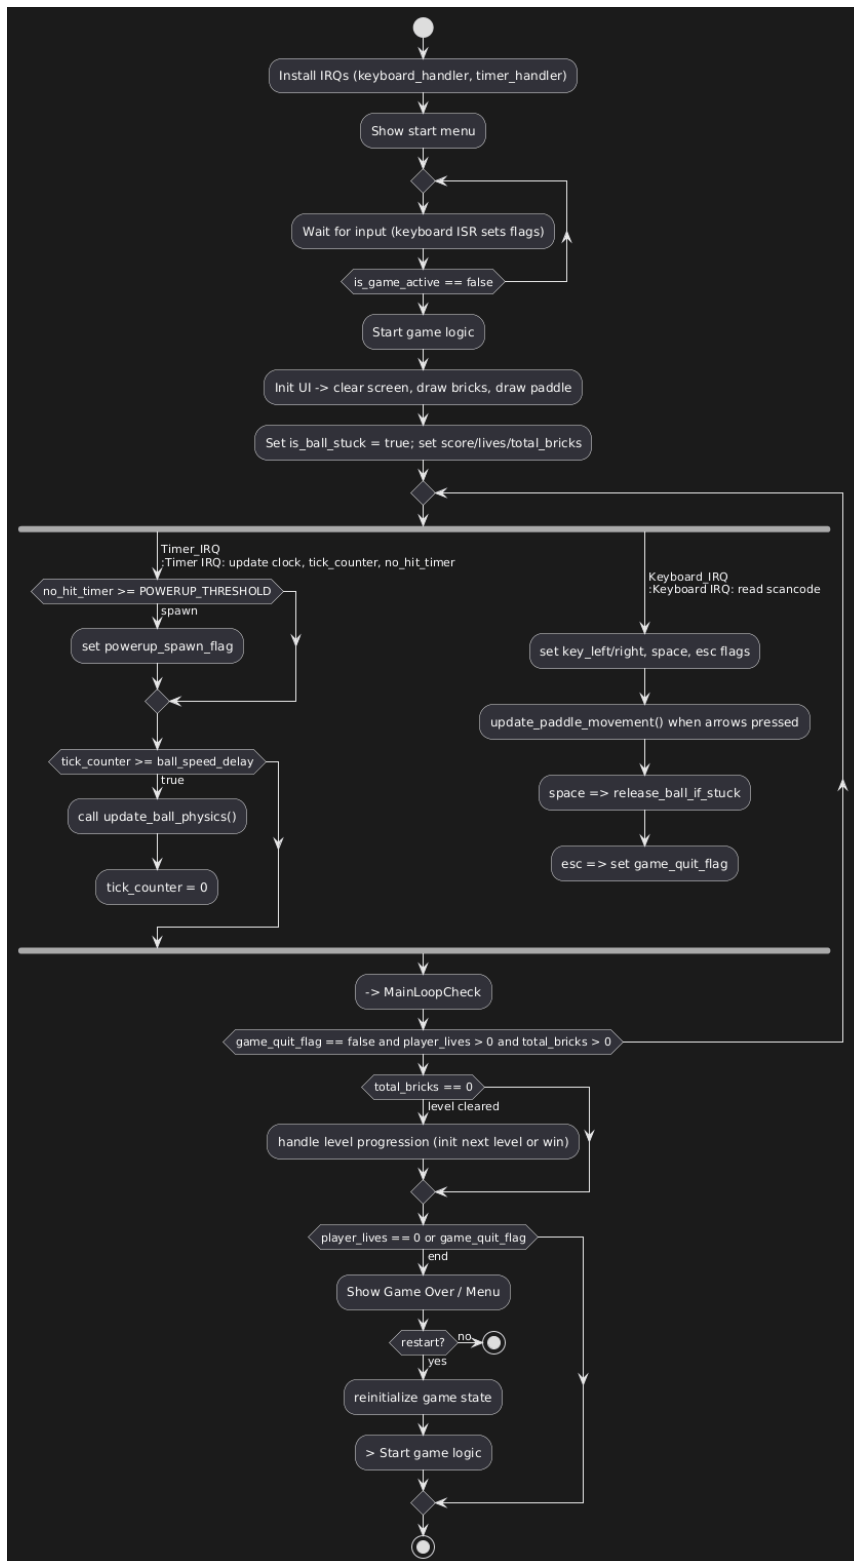 Install IRQs (keyboard_handler, timer_handler)
Show start menu
Wait for input (keyboard ISR sets flags)
is_game_active == false
Start game logic
Init UI -> clear screen, draw bricks, draw paddle
Set is_ball_stuck = true; set score/lives/total_bricks
Timer_IRQ
:Timer IRQ: update clock, tick_counter, no_hit_timer
no_hit_timer >= POWERUP_THRESHOLD
spawn
set powerup_spawn_flag
tick_counter >= ball_speed_delay
true
call update_ball_physics()
tick_counter = 0
Keyboard_IRQ
:Keyboard IRQ: read scancode
set key_left/right, space, esc flags
update_paddle_movement() when arrows pressed
space => release_ball_if_stuck
esc => set game_quit_flag
-> MainLoopCheck
game_quit_flag == false and player_lives > 0 and total_bricks > 0
total_bricks == 0
level cleared
handle level progression (init next level or win)
player_lives == 0 or game_quit_flag
end
Show Game Over / Menu
restart?
no
yes
reinitialize game state
> Start game logic